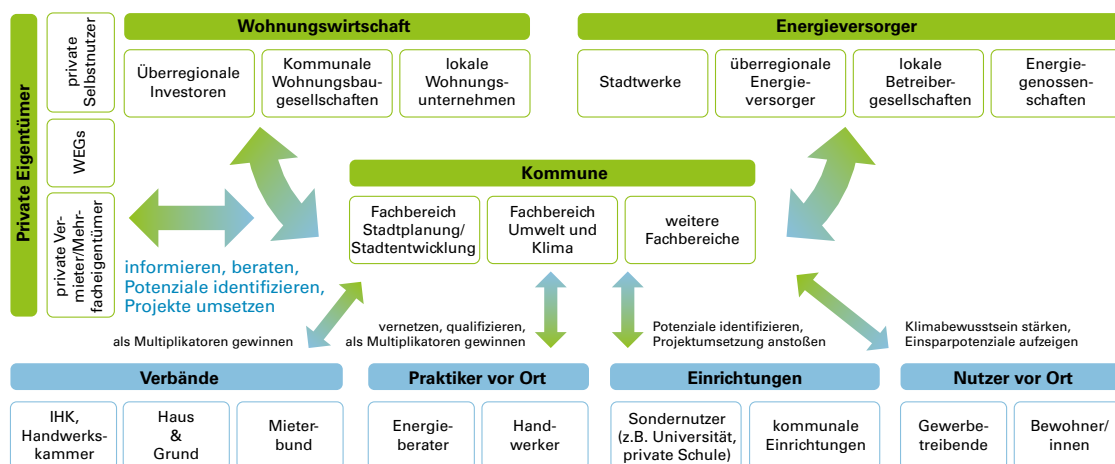 Private Eigentümer
private
Selbstnutzer
WEGs
private Ver-
mieter/Mehr-
facheigentümer
Wohnungswirtschaft
Überregionale
Investoren
Kommunale
Wohnungsbau-
gesellschaften
lokale
Wohnungs-
unternehmen
Energieversorger
Stadtwerke
überregionale
Energie-
versorger
lokale
Betreiber-
gesellschaften
Energie-
genossen-
schaften
Kommune
Fachbereich
Stadtplanung/
Stadtentwicklung
Fachbereich
Umwelt und
Klima
weitere
Fachbereiche
informieren, beraten,
Potenziale identifizieren,
Projekte umsetzen
als Multiplikatoren gewinnen
vernetzen, qualifizieren,
als Multiplikatoren gewinnen
Potenziale identifizieren,
Projektumsetzung anstoßen
Klimabewusstsein stärken,
Einsparpotenziale aufzeigen
Verbände
IHK,
Handwerks-
kammer
Haus
&
Grund
Mieter-
bund
Praktiker vor Ort
Energie-
berater
Hand-
werker
Einrichtungen
Sondernutzer
(z.B. Universität,
private Schule)
kommunale
Einrichtungen
Nutzer vor Ort
Gewerbe-
treibende
Bewohner/
innen